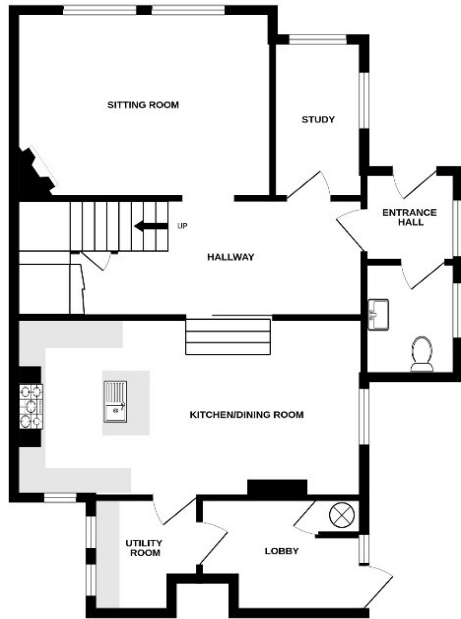 SITTING ROOM
STUDY
UP
ENTRANCE
HALL
HALLWAY
KITCHEN/DINING ROOM
UTILITY
ROOM
LOBBY